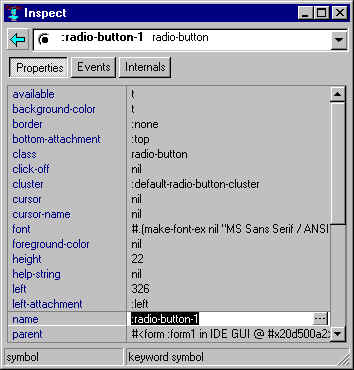 Inspect
:radio-button-1 radio-button
Properties Events Internals
available t
background-color t
border :none
bottom-attachment :top
class radio-button
click-off nil
cluster :default-radio-button-cluster
cursor nil
cursor-name nil
font #.(make-font-ex nil "MS Sans Serif / ANSI
foreground-color nil
height 22
help-string nil
left 326
left-attachment :left
name :radio-button-1 ...
parent #<form :form1 in IDE GUI @ #x20d500a2>
symbol keyword symbol